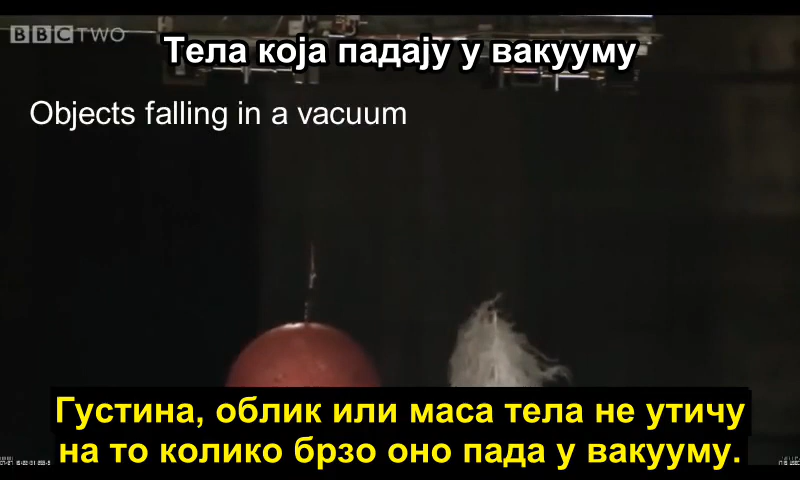 BBC TWO
Тела која падају у вакууму
Objects falling in a vacuum
Густина, облик или маса тела не утичу
на то колико брзо оно пада у вакууму.